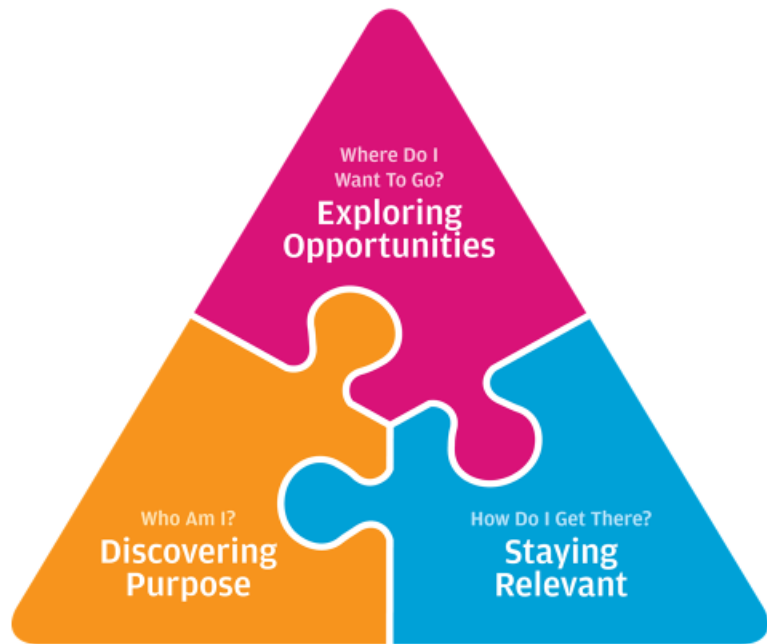 Where Do I
Want To Go?
Exploring
Opportunities
Who Am I?
Discovering
Purpose
How Do I Get There?
Staying
Relevant